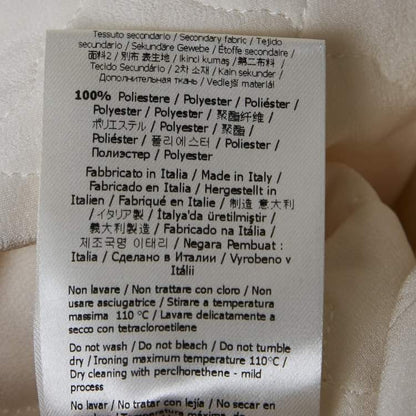 Tessuto secondario / Secondary fabric / Tejido
secundario / Sekundäre Gewebe / Étoffe secondaire /
面料2 / 別布 表生地 / Ikinci kumaş / 第二布料 /
Tecido Secundário / 2차 소재 / Kain sekunder /
Дополнительная ткань / Vedlejší materiál
100% Poliestere / Polyester / Poliéster /
Polyester / Polyester / 聚酯纤维 /
ポリエステル / Polyester / 聚酯 /
Poliéster / 폴리에스터 / Poliester /
Полиэстер / Polyester
Fabbricato in Italia / Made in Italy /
Fabricado en Italia / Hergestellt in
Italien / Fabriqué en Italie / 制造 意大利
/ イタリア製 / İtalya'da üretilmiştir /
義大利製造 / Fabricado na Itália /
제조국명 이태리 / Negara Pembuat :
Italia / Сделано в Италии / Vyrobeno v
Itálii
Non lavare / Non trattare con cloro / Non
usare asciugatrice / Stirare a temperatura
massima 110°C / Lavare delicatamente a
secco con tetracloroetilene
Do not wash / Do not bleach / Do not tumble
dry / Ironing maximum temperature 110°C /
Dry cleaning with perclhorethene - mild
process
No lavar / No tratar con lejía / No secar en